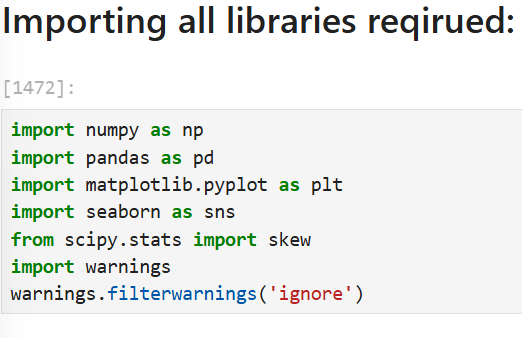 Importing all libraries reqirued:
[1472]:
import numpy as np
import pandas as pd
import matplotlib.pyplot as plt
import seaborn as sns
from scipy.stats import skew
import warnings
warnings.filterwarnings('ignore')